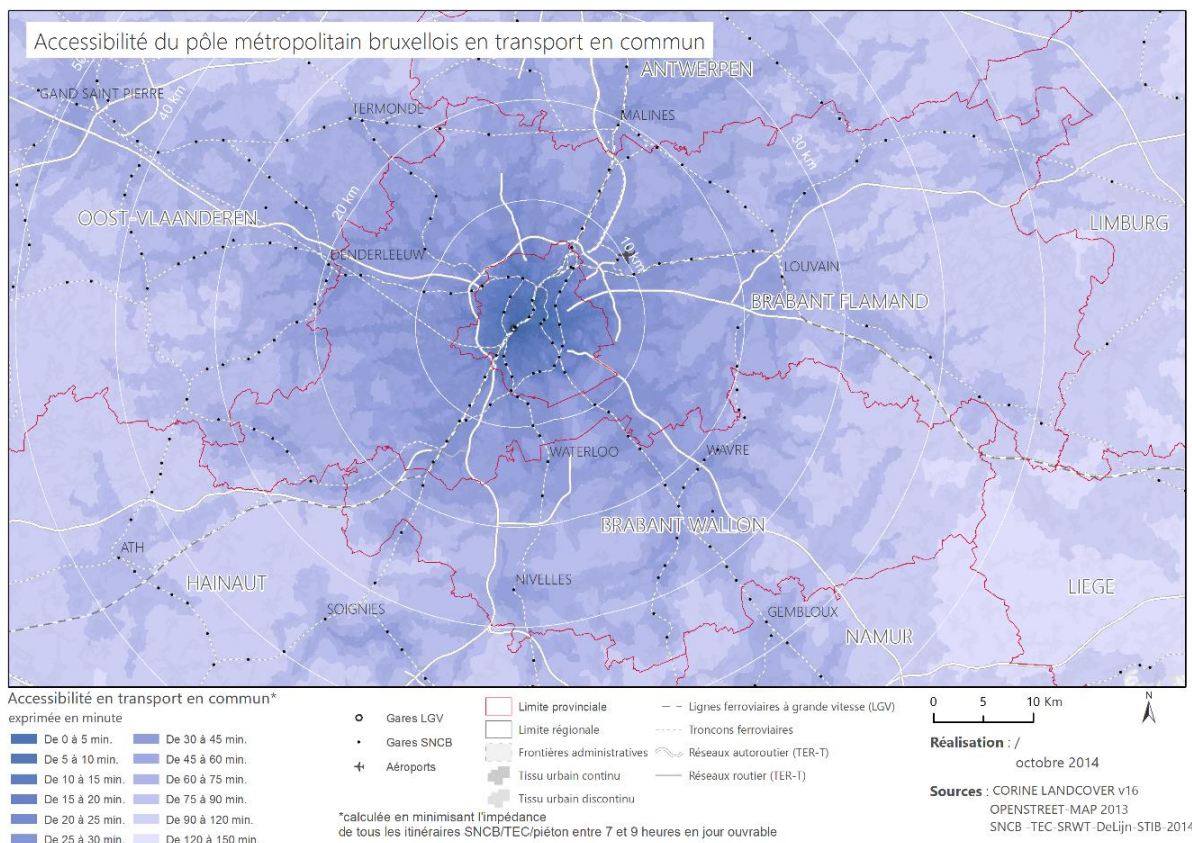 Accessibilité du pôle métropolitain bruxellois en transport en commun
ANTWERPEN
50
GAND SAINT PIERRE
40 km
TERMONDE
MALINES
30 km
20 km
OOST-VLAANDEREN
LIMBURG
DENDERLEEUW
10 km
LOUVAIN
BRABANT FLAMAND
WATERLOO
WAVRE
BRABANT WALLON
ATH
HAINAUT
NIVELLES
SOIGNIES
GEMBLOUX
LIEGE
NAMUR
Accessibilité en transport en commun*
exprimée en minute
De 0 à 5 min.
De 5 à 10 min.
De 10 à 15 min.
De 15 à 20 min.
De 20 à 25 min.
De 25 à 30 min.
De 30 à 45 min.
De 45 à 60 min.
De 60 à 75 min.
De 75 à 90 min.
De 90 à 120 min.
De 120 à 150 min.
Gares LGV
Gares SNCB
Aéroports
Limite provinciale
Limite régionale
Frontières administratives
Tissu urbain continu
Tissu urbain discontinu
Lignes ferroviaires à grande vitesse (LGV)
Troncons ferroviaires
Réseaux autoroutier (TER-T)
Réseaux routier (TER-T)
*calculée en minimisant l'impédance
de tous les itinéraires SNCB/TEC/piéton entre 7 et 9 heures en jour ouvrable
0 5 10 Km
N
Réalisation : /
octobre 2014
Sources : CORINE LANDCOVER v16
OPENSTREET-MAP 2013
SNCB -TEC-SRWT-DeLijn-STIB-2014